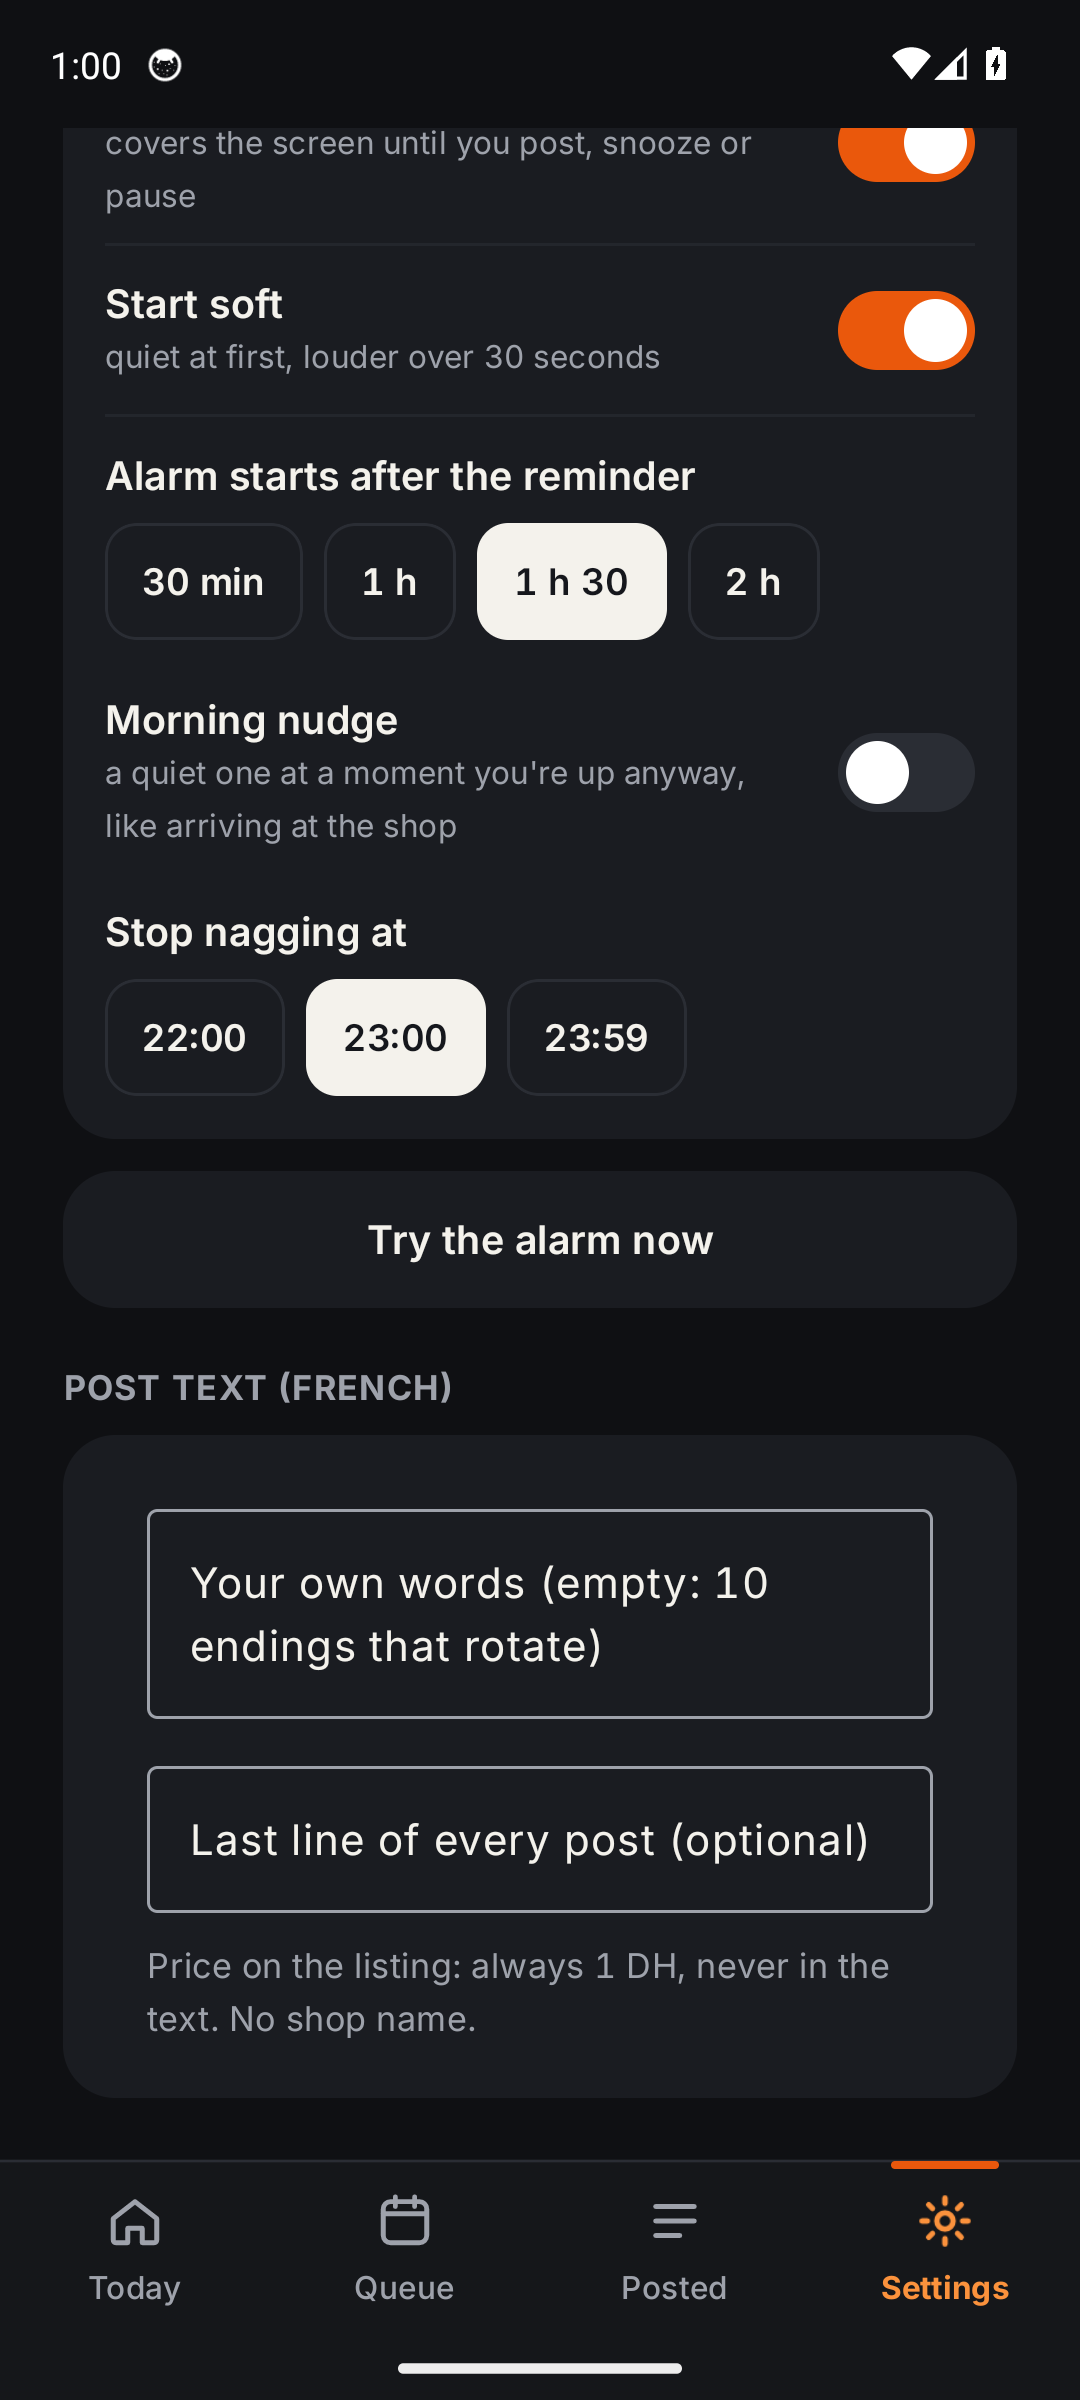 1:00
covers the screen until you post, snooze or
pause
Start soft
quiet at first, louder over 30 seconds
Alarm starts after the reminder
30 min
1 h
1 h 30
2 h
Morning nudge
a quiet one at a moment you're up anyway,
like arriving at the shop
Stop nagging at
22:00
23:00
23:59
Try the alarm now
POST TEXT (FRENCH)
Your own words (empty: 10
endings that rotate)
Last line of every post (optional)
Price on the listing: always 1 DH, never in the
text. No shop name.
Today
Queue
Posted
Settings